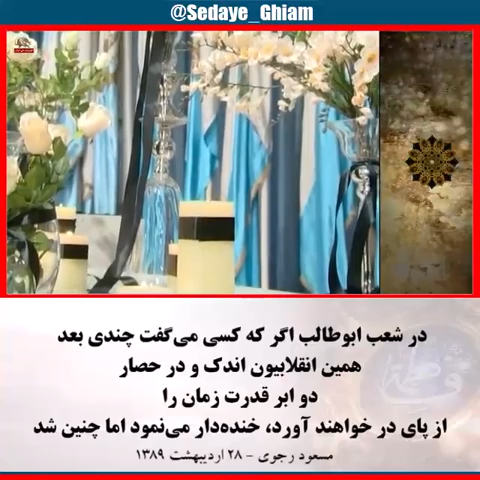 @Sedaye_Ghiam
در شعب ابوطالب اگر که کسی می‌گفت چندی بعد
همین انقلابیون اندک و در حصار
دو ابر قدرت زمان را
از پای در خواهند آورد، خنده‌دار می‌نمود اما چنین شد
مسعود رجوی - ۲۸ اردیبهشت ۱۳۸۹